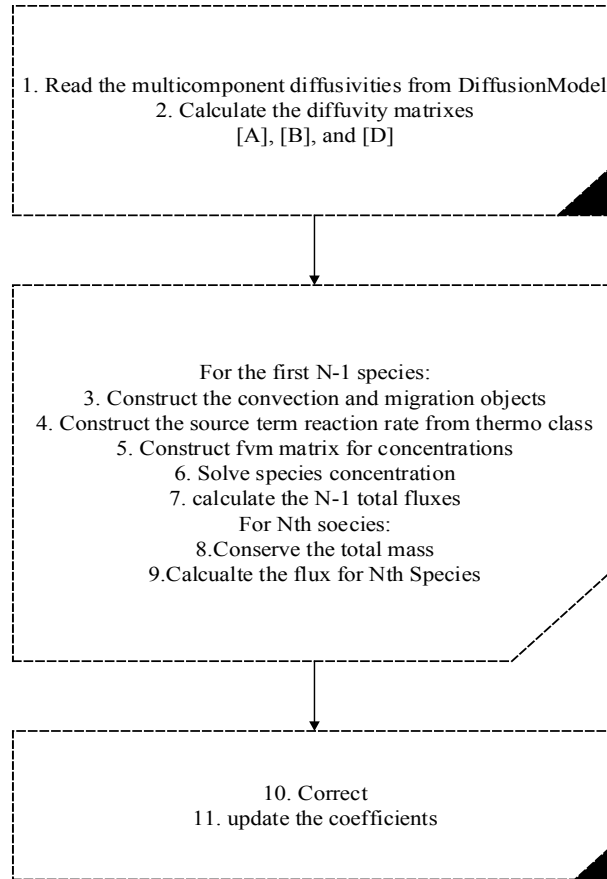 1. Read the multicomponent diffusivities from DiffusionModel
2. Calculate the diffuvity matrixes
[A], [B], and [D]
For the first N-1 species:
3. Construct the convection and migration objects
4. Construct the source term reaction rate from thermo class
5. Construct fvm matrix for concentrations
6. Solve species concentration
7. calculate the N-1 total fluxes
For Nth soecies:
8.Conserve the total mass
9.Calcualte the flux for Nth Species
10. Correct
11. update the coefficients